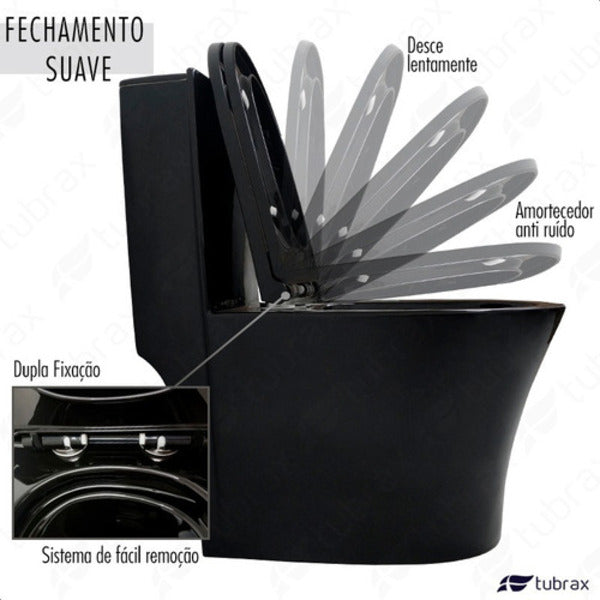 FECHAMENTO
SUAVE
Desce
lentamente
Amortecedor
anti ruído
Dupla Fixação
Sistema de fácil remoção
tubrax